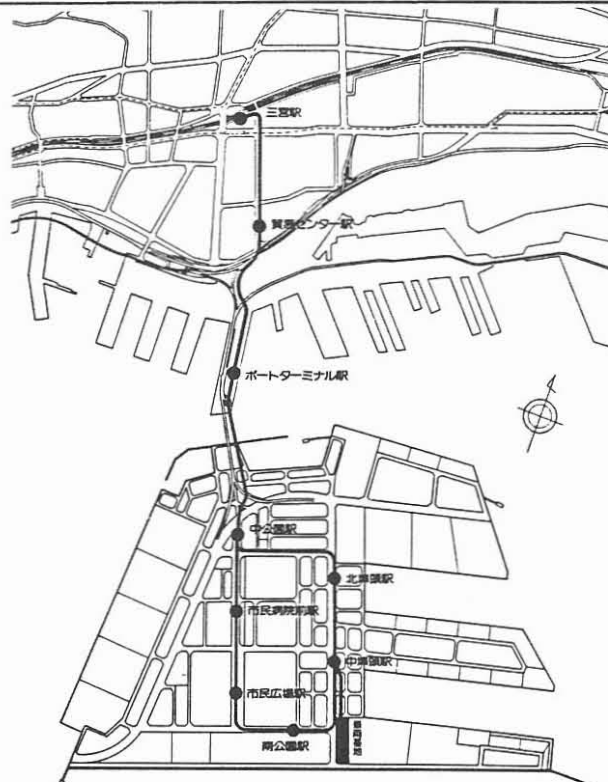 三宮駅
貿易センター駅
ポートターミナル駅
中公園駅
北埠頭駅
市民病院前駅
中埠頭駅
市民広場駅
南公園駅
車両基地